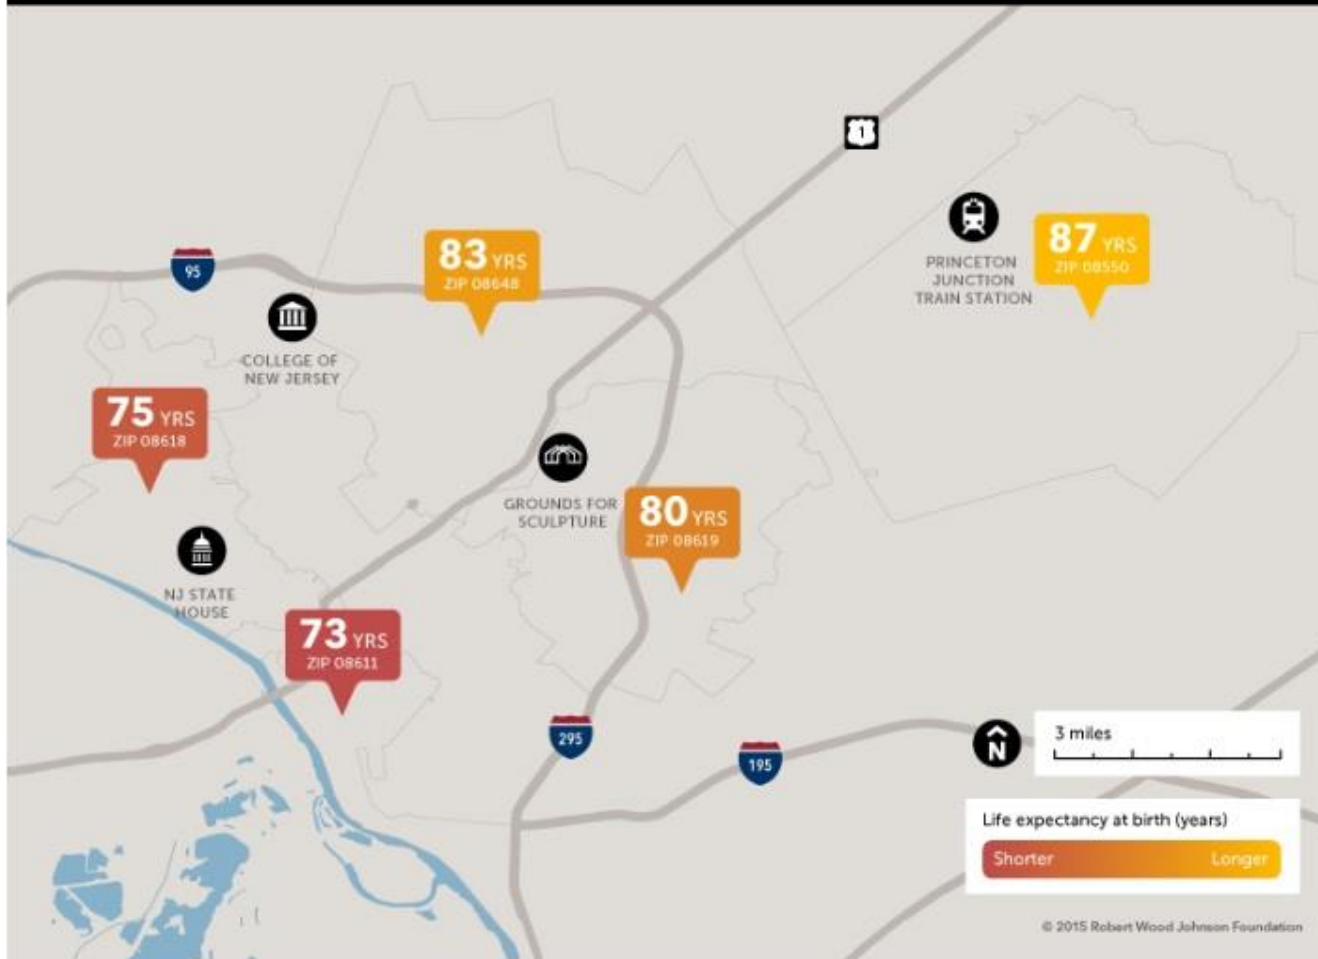 1
87 YRS
ZIP 08550
PRINCETON
JUNCTION
TRAIN STATION
83 YRS
ZIP 08648
95
COLLEGE OF
NEW JERSEY
75 YRS
ZIP 08618
GROUNDS FOR
SCULPTURE
80 YRS
ZIP 08619
NJ STATE
HOUSE
73 YRS
ZIP 08611
295
195
N
3 miles
Life expectancy at birth (years)
Shorter
Longer
© 2015 Robert Wood Johnson Foundation